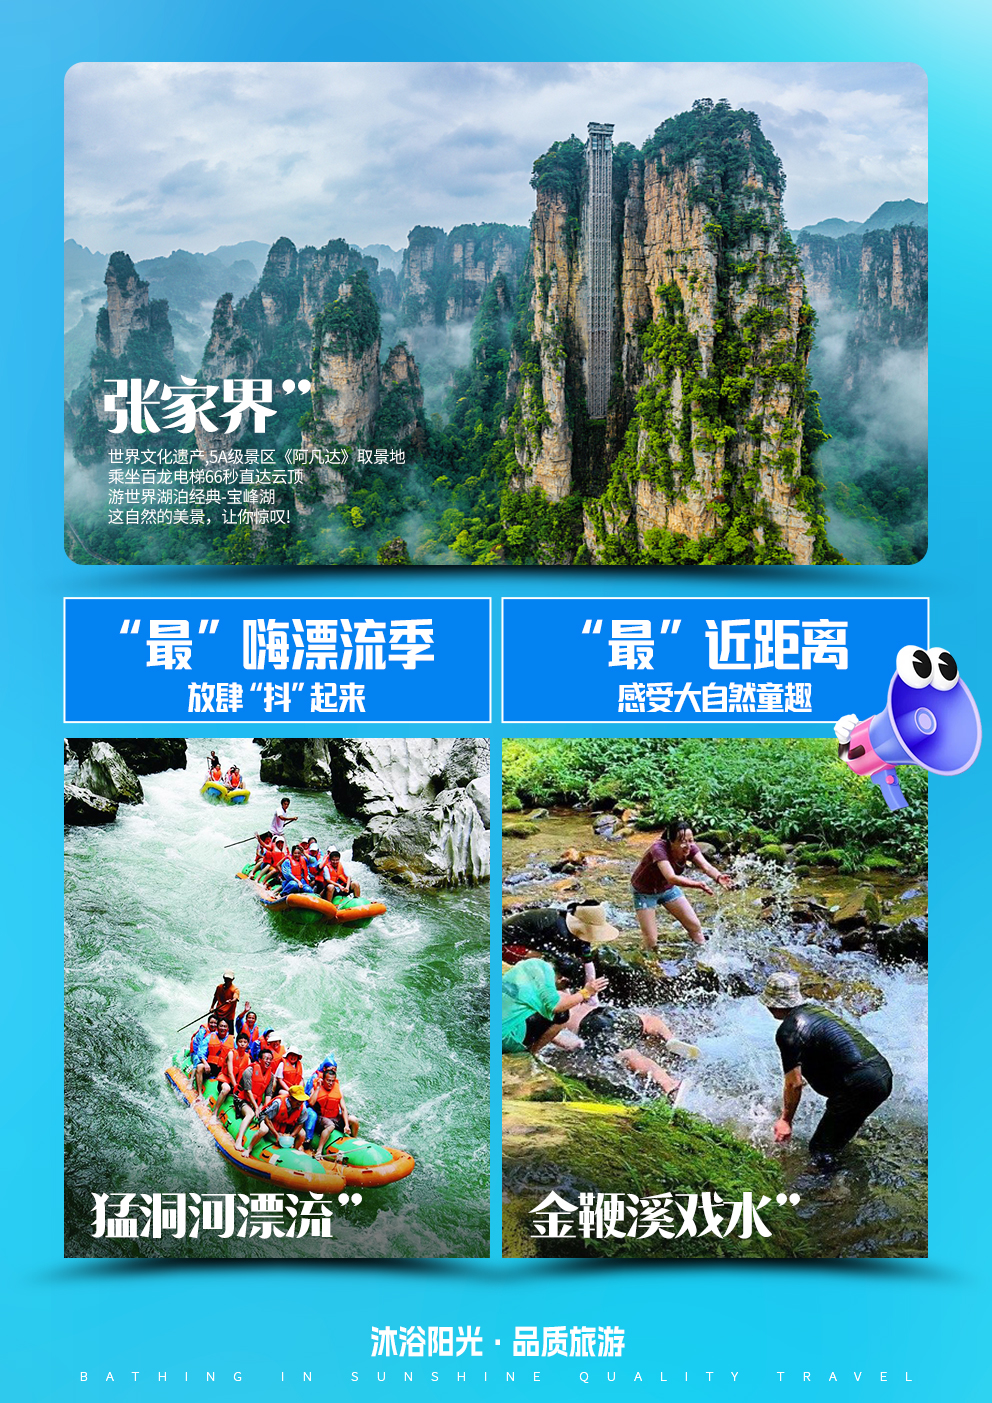 张家界”
世界文化遗产,5A级景区《阿凡达》取景地
乘坐百龙电梯66秒直达云顶
游世界湖泊经典-宝峰湖
这自然的美景，让你惊叹!
“最”嗨漂流季
放肆“抖”起来
“最”近距离
感受大自然童趣
猛洞河漂流”
金鞭溪戏水”
沐浴阳光·品质旅游
BATHING IN SUNSHINE QUALITY TRAVEL